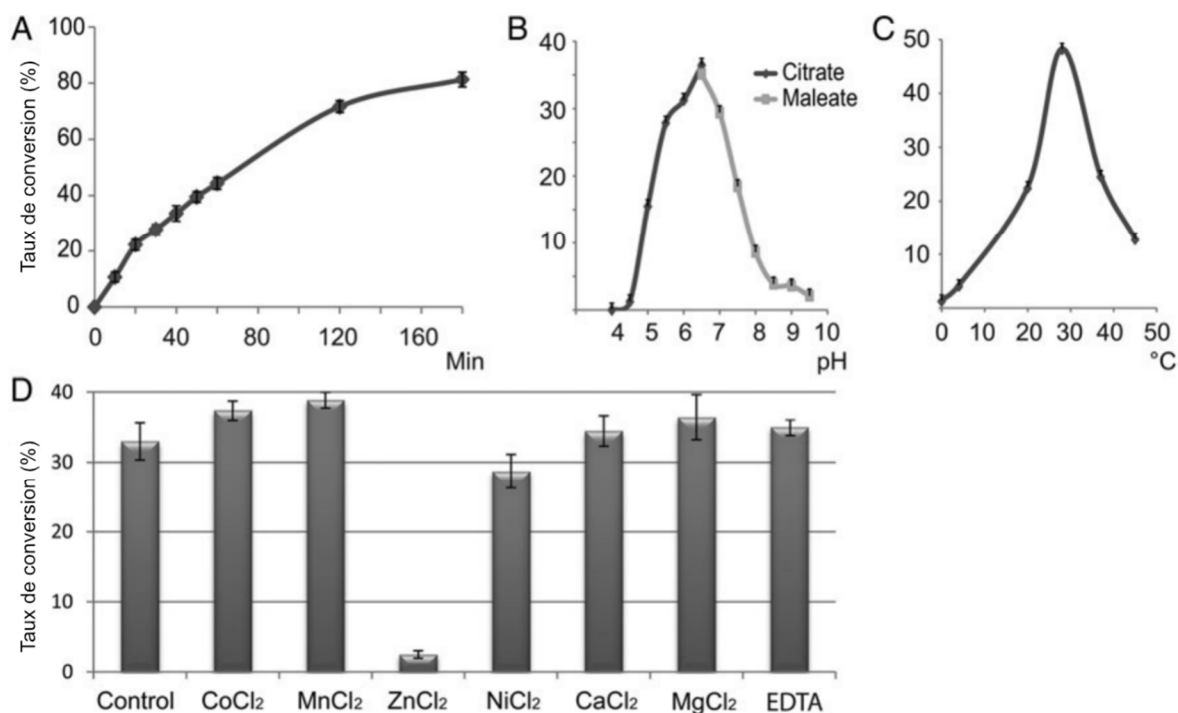 A
Taux de conversion (%)
100
80
60
40
20
0
0 40 80 120 160
Min
B
40
30
20
10
4 5 6 7 8 9 10
pH
Citrate
Maleate
C
50
40
30
20
10
0 10 20 30 40 50
°C
D
Taux de conversion (%)
40
30
20
10
0
Control CoCl₂ MnCl₂ ZnCl₂ NiCl₂ CaCl₂ MgCl₂ EDTA